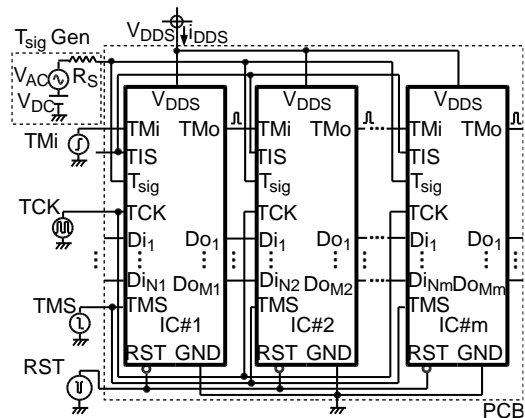 T_sig Gen
V_DDS i_DDS
V_AC R_S
V_DC
V_DDS V_DDS V_DDS
TMi TMi TMo TMi TMo TMi TMo
TIS TIS TIS
T_sig T_sig T_sig
TCK TCK TCK TCK
Di_1 Do_1 Di_1 Do_1 Di_1 Do_1
Di_N1 Do_M1 Di_N2 Do_M2 Di_Nm Do_Mm
TMS TMS TMS TMS
IC#1 IC#2 IC#m
RST RST GND RST GND RST GND
PCB